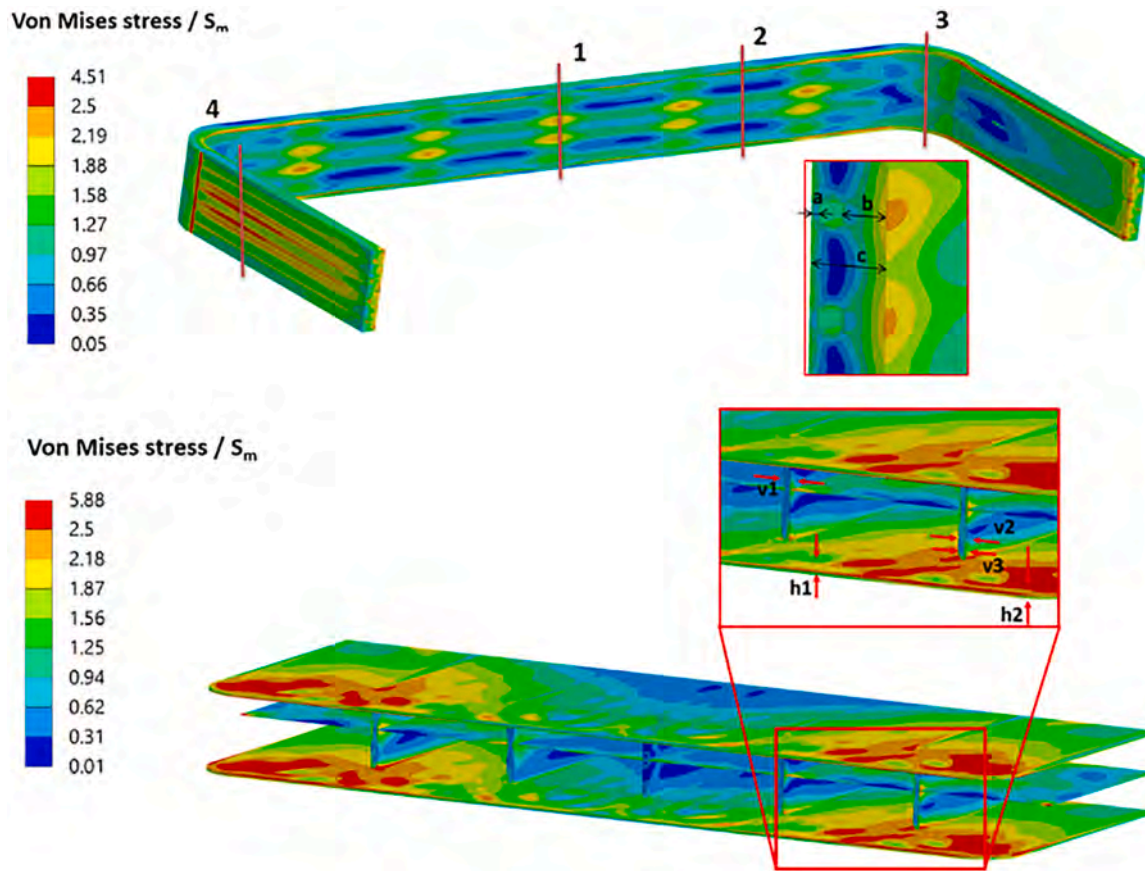 Von Mises stress / Sm
4.51
2.5
2.19
1.88
1.58
1.27
0.97
0.66
0.35
0.05
1
2
3
4
a
b
c
Von Mises stress / Sm
5.88
2.5
2.18
1.87
1.56
1.25
0.94
0.62
0.31
0.01
v1
v2
v3
h1
h2